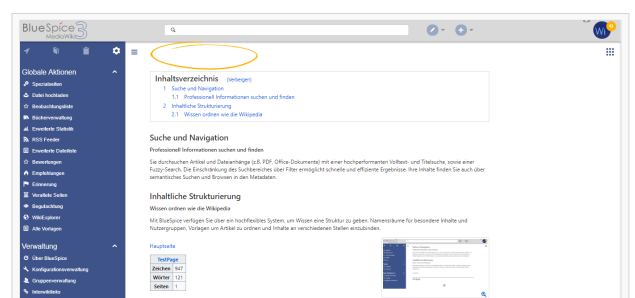 BlueSpice 3
MediaWiki
Wi
Globale Aktionen
Spezialseiten
Datei hochladen
Beobachtungsliste
Bücherverwaltung
Erweiterte Statistik
RSS Feeder
Erweiterte Dateiliste
Bewertungen
Empfehlungen
Erinnerung
Veraltete Seiten
Begutachtung
WikiExplorer
Alle Vorlagen
Verwaltung
Über BlueSpice
Konfigurationsverwaltung
Gruppenverwaltung
Interwikilinks
Inhaltsverzeichnis [Verbergen]
1 Suche und Navigation
1.1 Professionell Informationen suchen und finden
2 Inhaltliche Strukturierung
2.1 Wissen ordnen wie die Wikipedia
Suche und Navigation
Professionell Informationen suchen und finden
Sie durchsuchen Artikel und Dateianhänge (z.B. PDF, Office-Dokumente) mit einer hochperformanten Volltext- und Titelsuche, sowie einer
Fuzzy-Search. Die Einschränkung des Suchbereiches über Filter ermöglicht schnelle und effiziente Ergebnisse. Ihre Inhalte finden Sie auch über
semantisches Suchen und Browsen in den Metadaten.
Inhaltliche Strukturierung
Wissen ordnen wie die Wikipedia
Mit BlueSpice verfügen Sie über ein hochflexibles System, um Wissen eine Struktur zu geben. Namensräume für besondere Inhalte und
Nutzergruppen, Vorlagen um Artikel zu ordnen und Inhalte an verschiedenen Stellen einzubinden.
Hauptseite
TestPage
Zeichen 947
Wörter 121
Seiten 1